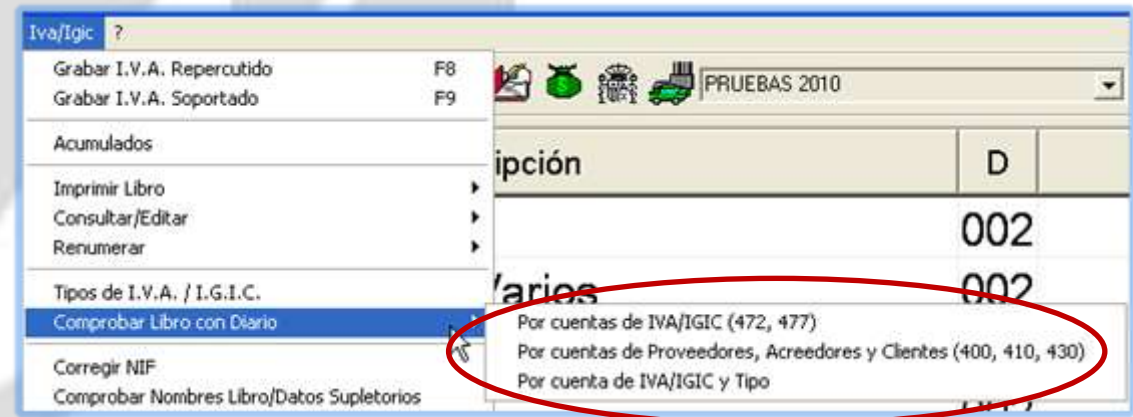 Iva/Igic ?
Grabar I.V.A. Repercutido F8
Grabar I.V.A. Soportado F9
PRUEBAS 2010
Acumulados
ipción D
Imprimir Libro
Consultar/Editar
Renumerar
002
Tipos de I.V.A. / I.G.I.C.
Varios 002
Comprobar Libro con Diario
Por cuentas de IVA/IGIC (472, 477)
Por cuentas de Proveedores, Acreedores y Clientes (400, 410, 430)
Por cuenta de IVA/IGIC y Tipo
Corregir NIF
Comprobar Nombres Libro/Datos Supletorios